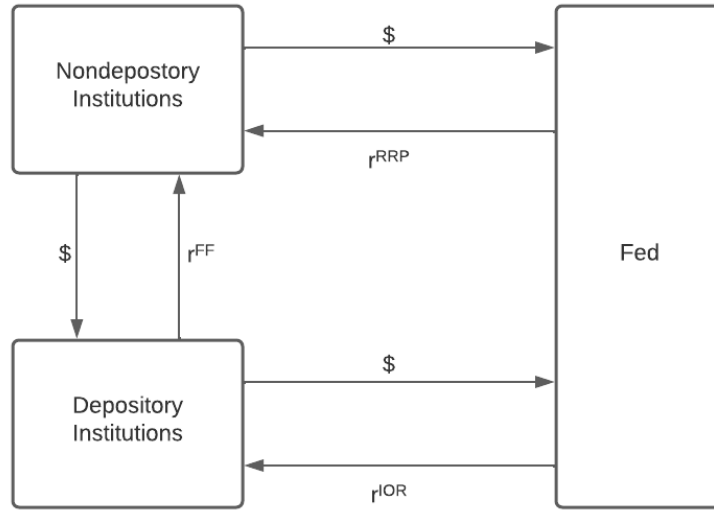 $
Nondepostory
Institutions
r^RRP
$
r^FF
Fed
$
Depository
Institutions
r^IOR